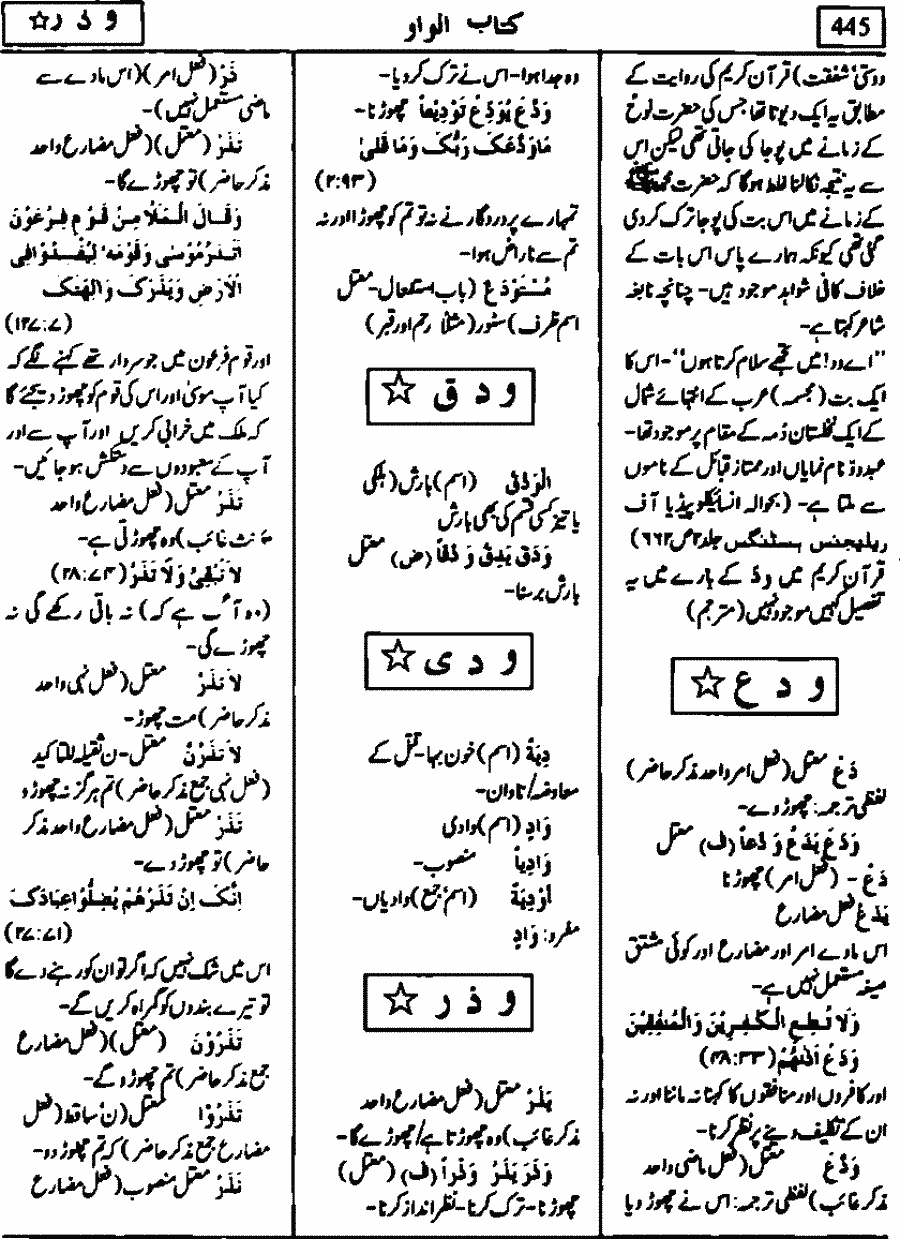 445
کتاب الواو
و ذ ر ☆
دوستی شفقت) قرآن کریم کی روایت کے
مطابق یہ ایک دیوتا تھا جس کی حضرت نوح
کے زمانے میں پوجا کی جاتی تھی لیکن اس
سے یہ نتیجہ نکالنا غلط ہوگا کہ حضرت محمد ﷺ
کے زمانے میں اس بت کی پوجا ترک کردی
گئی تھی کیونکہ ہمارے پاس اس بات کے
خلاف کافی شواہد موجود ہیں- چنانچہ نابغہ
شاعر کہتا ہے-
"اے ود! میں تجھے سلام کرتا ہوں"- اس کا
ایک بت (مجسمہ) عرب کے انتہائے شمال
کے ایک نخلستان دُمہ کے مقام پر موجود تھا-
عبدود نام نمایاں اور ممتاز قبائل کے ناموں
سے ملتا ہے- (بحوالہ انسائیکلوپیڈیا آف
ریلیجنس ہسٹنگس جلد ۲ ص ۶۶۲)
قرآن کریم میں ودّ کے بارے میں یہ
تفصیل کہیں موجود نہیں (مترجم)
و د ع ☆
دَعْ معتل (فعل امر واحد مذکر حاضر)
لفظی ترجمہ: چھوڑ دے-
وَدَعَ يَدَعُ وَدْعاً (ف) معتل
دَعْ - (فعل امر) چھوڑنا
يَدَعُ فعل مضارع
اس مادے امر اور مضارع اور کوئی مشتق
صیغہ مستعمل نہیں ہے-
وَلَا تُطِعِ الْكَافِرِيْنَ وَالْمُنَافِقِيْنَ
وَدَعْ اَذَاهُمْ (۴۸:۳۳)
اور کافروں اور منافقوں کا کہنا نہ ماننا اور نہ
ان کے تکلیف دینے پر نظر کرنا-
وَدَّعَ معتل (فعل ماضی واحد
مذکر غائب) لفظی ترجمہ: اس نے چھوڑ دیا
وہ جدا ہوا- اس نے ترک کردیا-
وَدَّعَ يُوَدِّعُ تَوْدِيْعاً چھوڑنا-
مَاوَدَّعَكَ رَبُّكَ وَمَا قَلىٰ
(۳:۹۳)
تمہارے پروردگار نے نہ تو تم کو چھوڑا اور نہ
تم سے ناراض ہوا-
مُسْتَوْدَعٌ (باب استفعال- معتل
اسم ظرف) ستور (مثلاً رحم اور قبر)
و د ق ☆
الْوَدْقُ (اسم) بارش (ہلکی
یا تیز کسی قسم کی بھی بارش
وَدَقَ يَدِقُ وَدْقاً (ض) معتل
بارش برسنا-
و د ی ☆
دِيَةٌ (اسم) خون بہا- قتل کے
معاوضہ/تاوان-
وَادٍ (اسم) وادی
وَادِياً منصوب-
أَوْدِيَةٌ (اسم جمع) وادیاں-
مفرد: وَادٍ
و ذ ر ☆
يَذَرُ معتل (فعل مضارع واحد
مذکر غائب) وہ چھوڑتا ہے/چھوڑے گا-
وَذَرَ يَذَرُ وَذْراً (ف) (معتل)
چھوڑنا- ترک کرنا- نظر انداز کرنا-
ذَرْ (فعل امر) (اس مادے سے
ماضی مستعمل نہیں)-
تَذَرُ (معتل) (فعل مضارع واحد
مذکر حاضر) تو چھوڑے گا-
وَقَالَ الْمَلَأُ مِنْ قَوْمِ فِرْعَوْنَ
اَتَذَرُ مُوْسٰى وَقَوْمَهُ لِيُفْسِدُوْا فِي
الْأَرْضِ وَيَذَرَكَ وَالِهَتَكَ
(۱۲۷:۷)
اور قوم فرعون میں جو سردار تھے کہنے لگے کہ
کیا آپ موسیٰ اور اس کی قوم کو چھوڑ دیجئے گا
کہ ملک میں خرابی کریں اور آپ سے اور
آپ کے معبودوں سے دستکش ہوجائیں-
تَذَرُ معتل (فعل مضارع واحد
مؤنث غائب) وہ چھوڑتی ہے-
لاَ تُبْقِيْ وَلَا تَذَرُ (۲۸:۷۴)
(وہ آگ ہے کہ) نہ باقی رکھے گی نہ
چھوڑے گی-
لاَ تَذَرْ معتل (فعل نہی واحد
مذکر حاضر) مت چھوڑ-
لاَ تَذَرُنَّ معتل- ن ثقیلہ للتاکید
(فعل نہی جمع مذکر حاضر) تم ہرگز نہ چھوڑو
تَذَرْ معتل (فعل مضارع واحد مذکر
حاضر) تو چھوڑ دے-
اِنَّكَ اِنْ تَذَرْهُمْ يُضِلُّوْا عِبَادَكَ
(۲۷:۷۱)
اس میں شک نہیں کہ اگر تو ان کو رہنے دے گا
تو تیرے بندوں کو گمراہ کریں گے-
تَذَرُوْنَ (معتل) (فعل مضارع
جمع مذکر حاضر) تم چھوڑو گے-
تَذَرُوْا معتل (ن ساقط (فعل
مضارع جمع مذکر حاضر) کہ تم چھوڑ دو-
تَذَرَ معتل منصوب (فعل مضارع